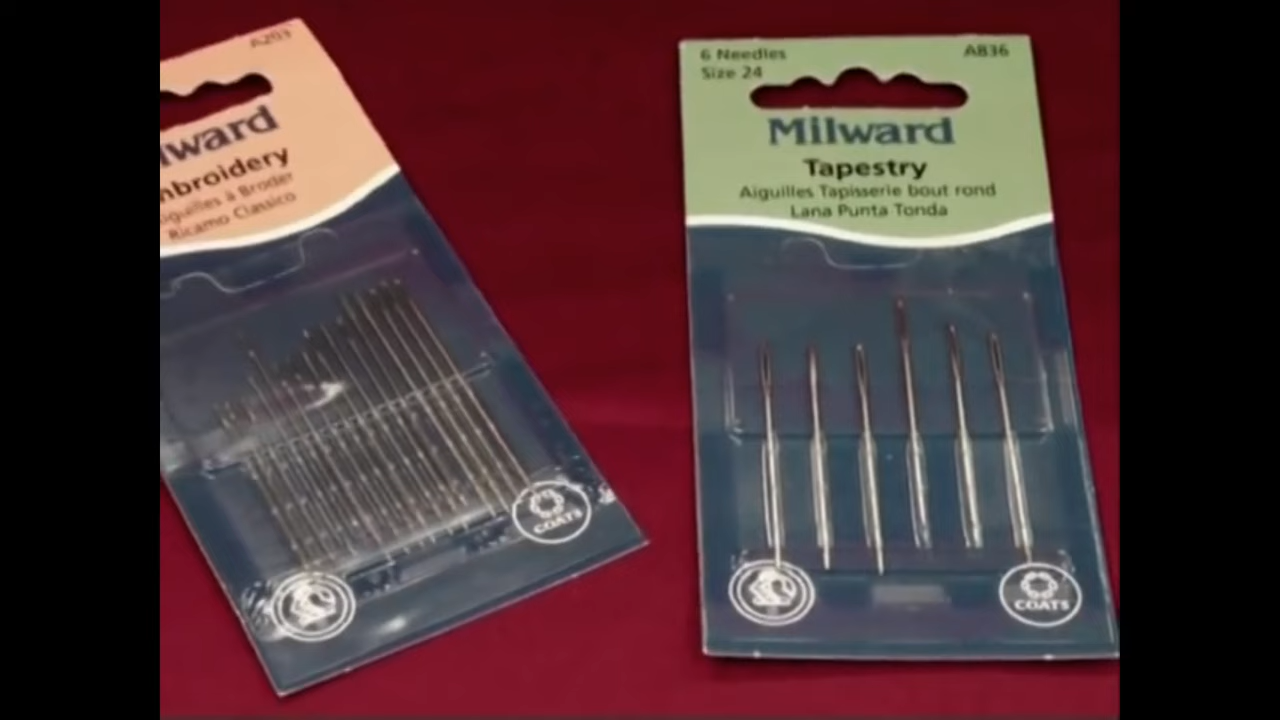 A203
lward
nbroidery
iguilles à Broder
Ricamo Classico
COATS
6 Needles
Size 24
A836
Milward
Tapestry
Aiguilles Tapisserie bout rond
Lana Punta Tonda
COATS